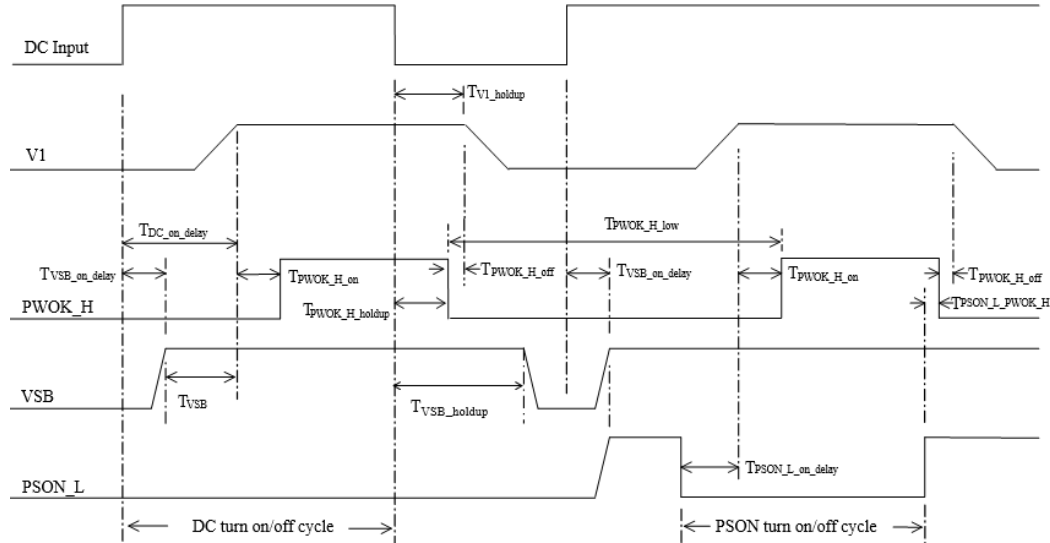 DC Input
TV1_holdup
V1
TDC_on_delay
TPWOK_H_low
TVSB_on_delay
TPWOK_H_on
TPWOK_H_off
TVSB_on_delay
TPWOK_H_on
TPWOK_H_off
PWOK_H
TPWOK_H_holdup
TPSON_L_PWOK_H
VSB
TVSB
TVSB_holdup
TPSON_L_on_delay
PSON_L
DC turn on/off cycle
PSON turn on/off cycle